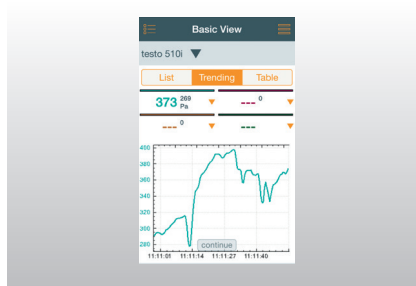 Basic View
testo 510i
List Trending Table
373 269 Pa --- 0
--- 0 ---
400
380
360
340
320
300
280
continue
11:11:01 11:11:14 11:11:27 11:11:40